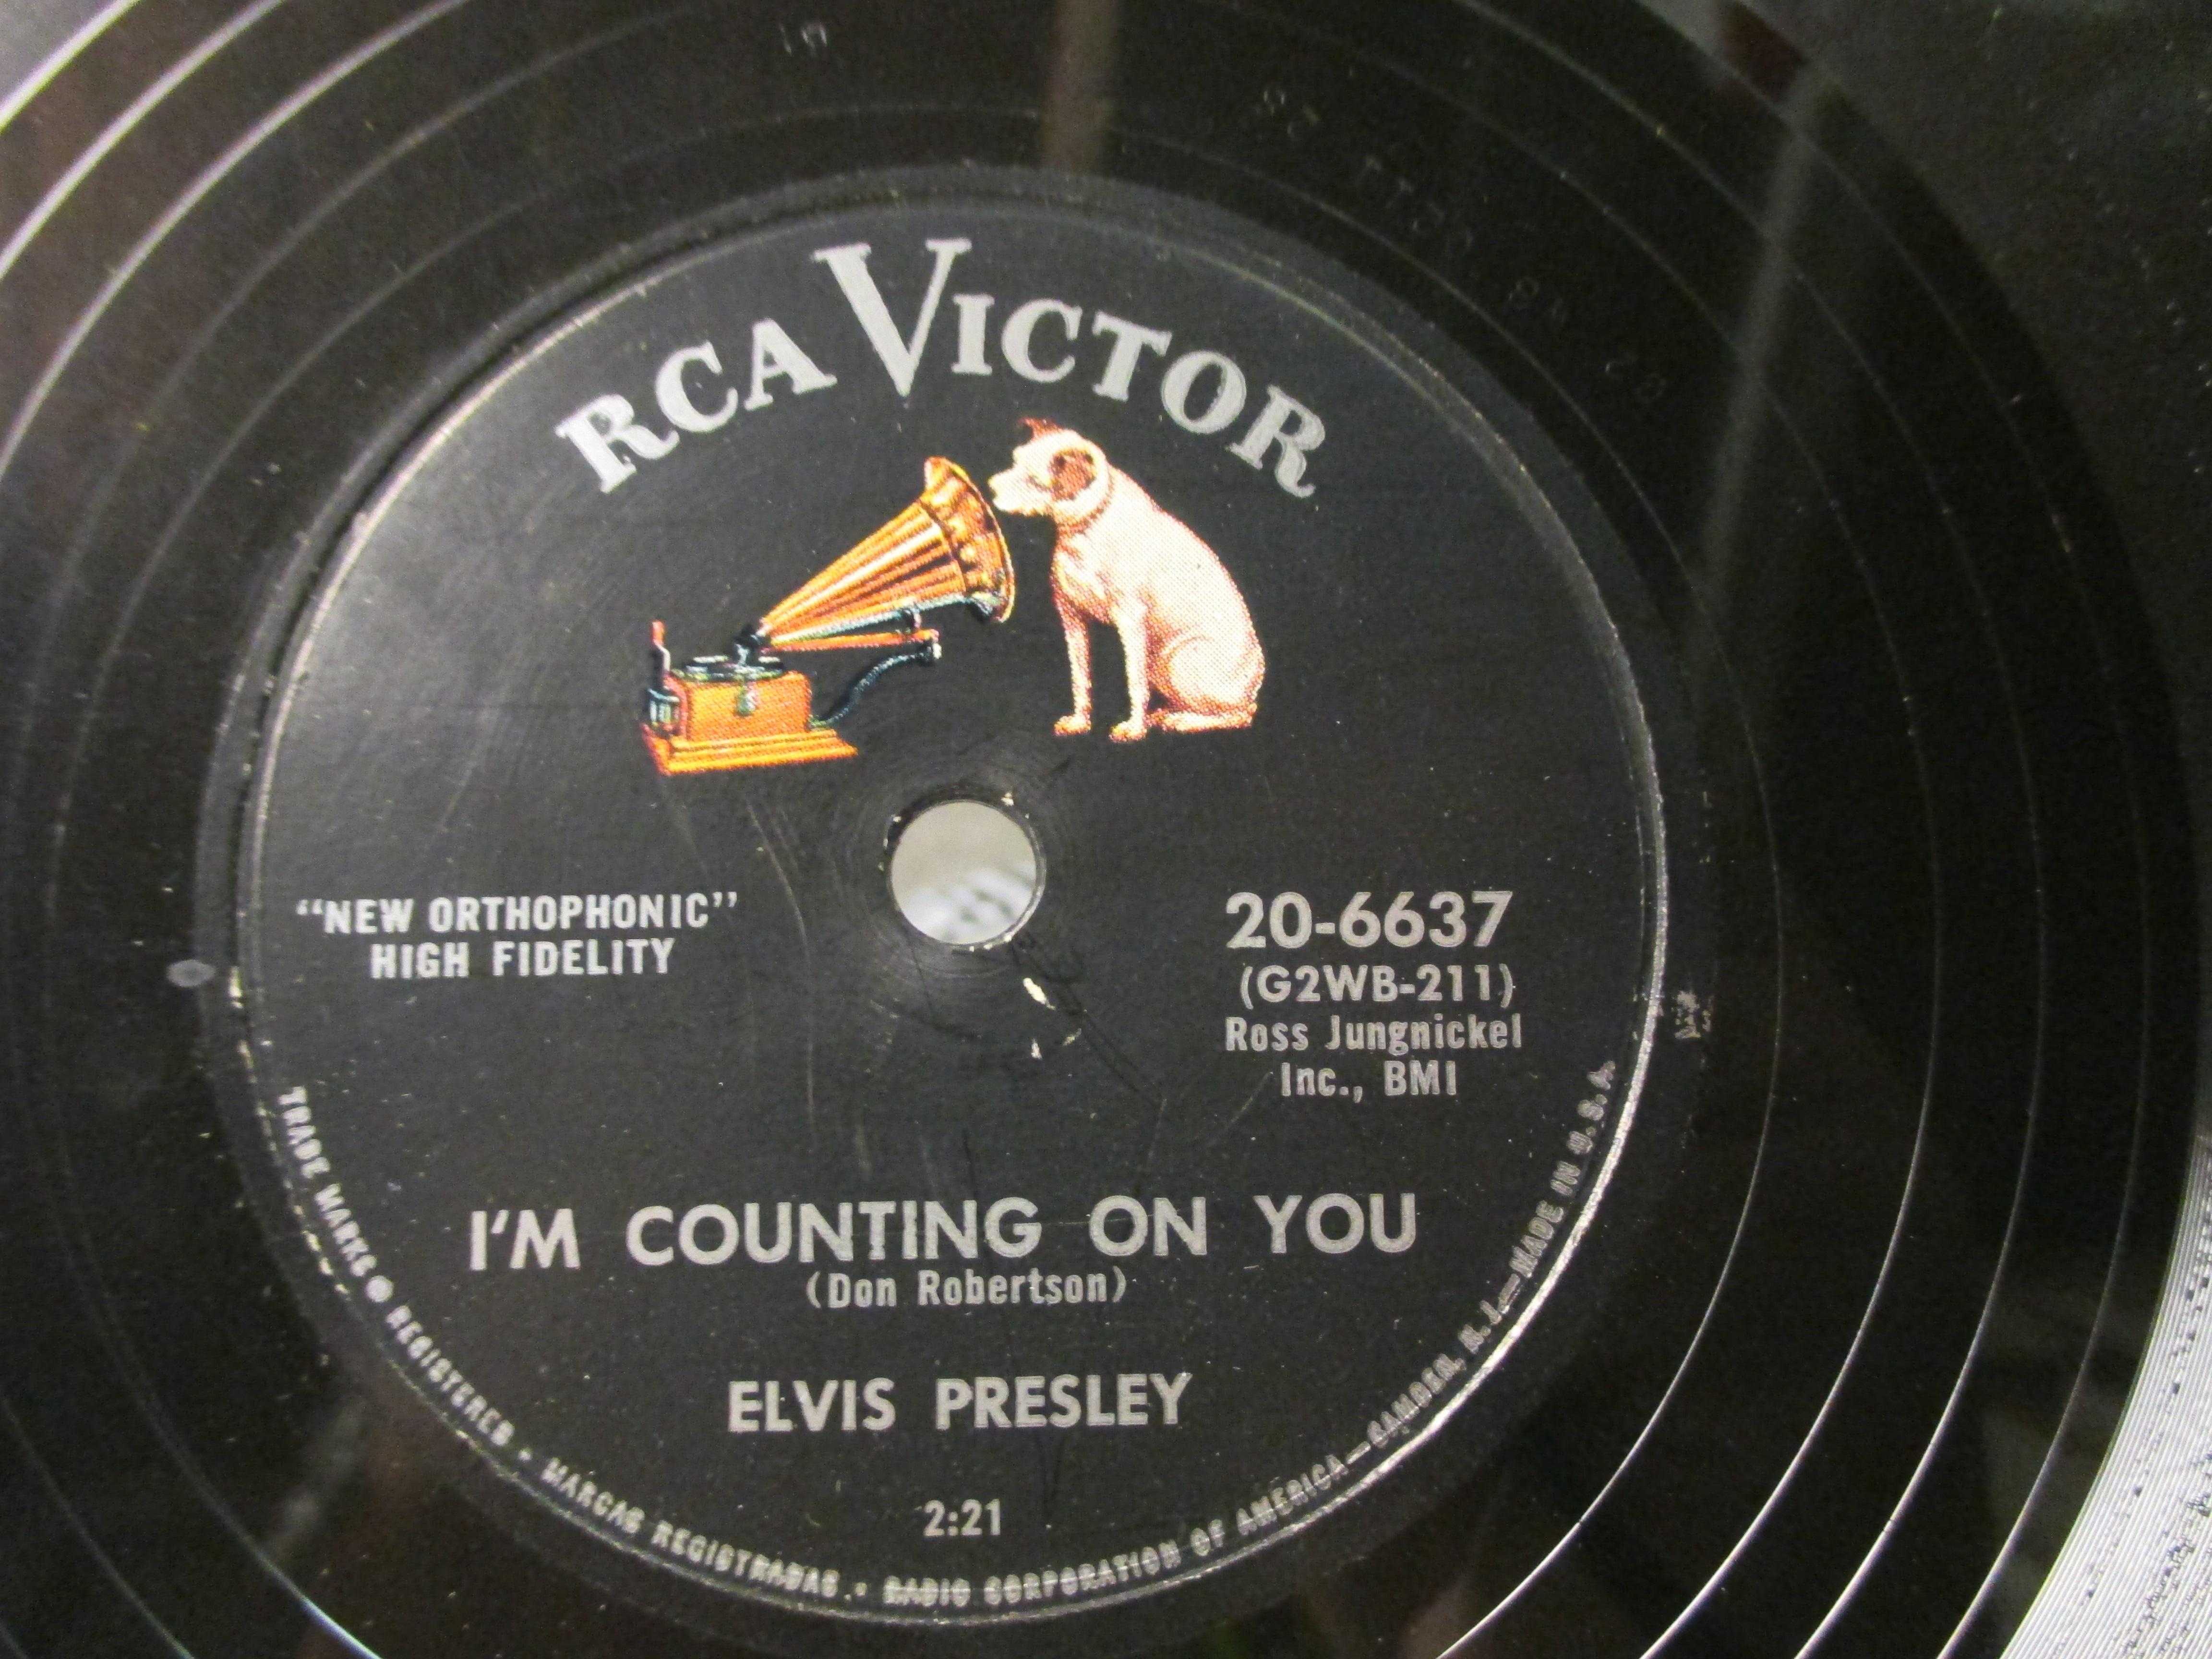 RCA VICTOR
"NEW ORTHOPHONIC"
HIGH FIDELITY
20-6637
(G2WB-211)
Ross Jungnickel
Inc., BMI
I'M COUNTING ON YOU
(Don Robertson)
ELVIS PRESLEY
2:21
TRADE MARKS ® REGISTERED • MARCAS REGISTRADAS • RADIO CORPORATION OF AMERICA—CAMDEN, N.J.—MADE IN U.S.A.